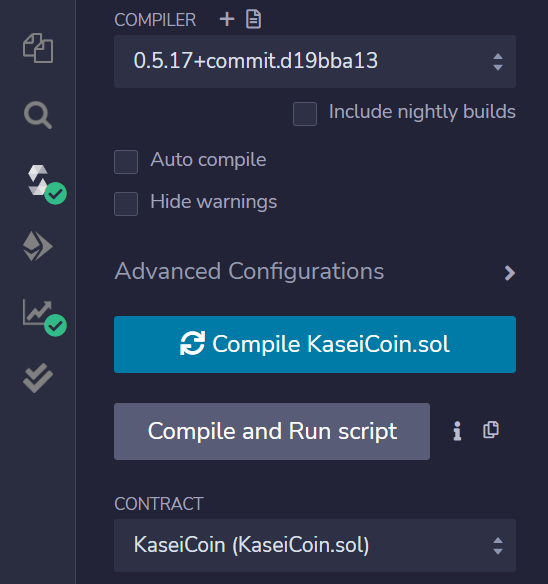 COMPILER
0.5.17+commit.d19bba13
Include nightly builds
Auto compile
Hide warnings
Advanced Configurations
Compile KaseiCoin.sol
Compile and Run script
CONTRACT
KaseiCoin (KaseiCoin.sol)